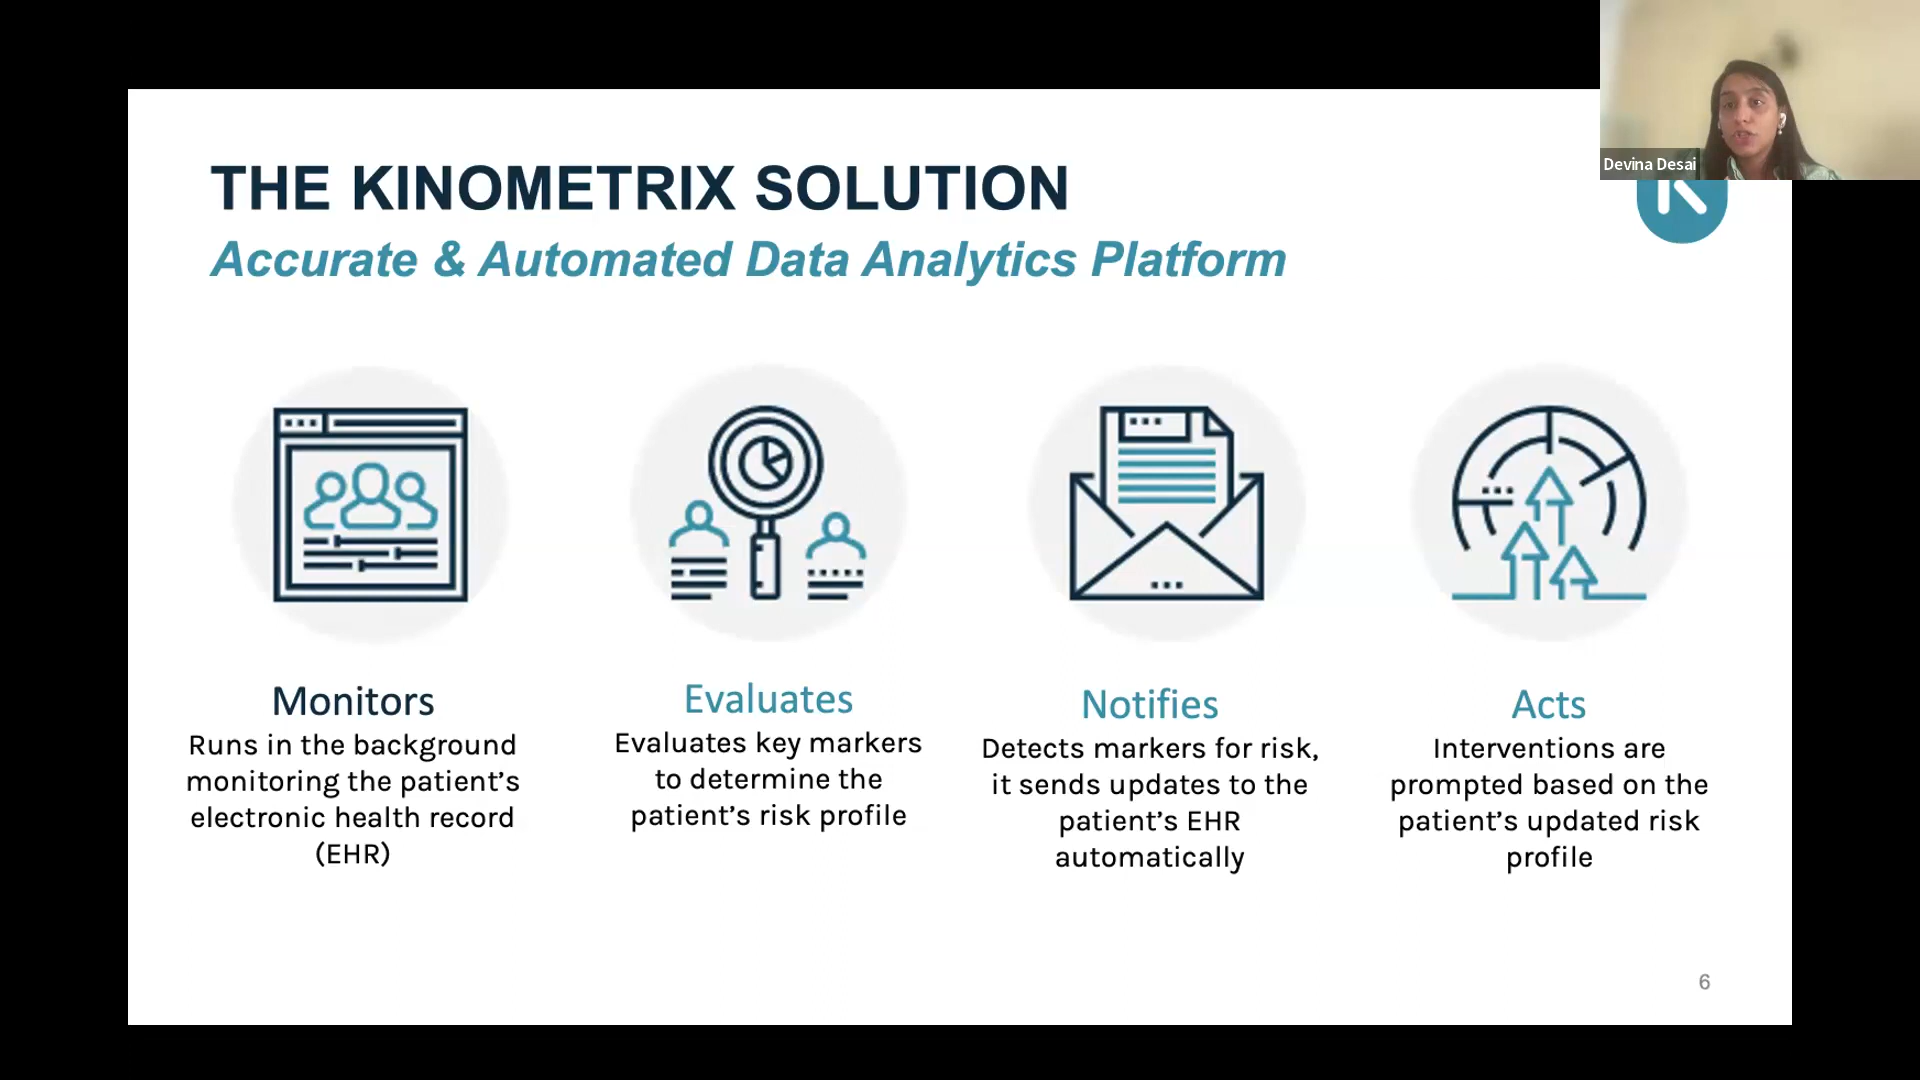 Devina Desai
THE KINOMETRIX SOLUTION
Accurate & Automated Data Analytics Platform
Monitors
Runs in the background
monitoring the patient's
electronic health record
(EHR)
Evaluates
Evaluates key markers
to determine the
patient's risk profile
Notifies
Detects markers for risk,
it sends updates to the
patient's EHR
automatically
Acts
Interventions are
prompted based on the
patient's updated risk
profile
6